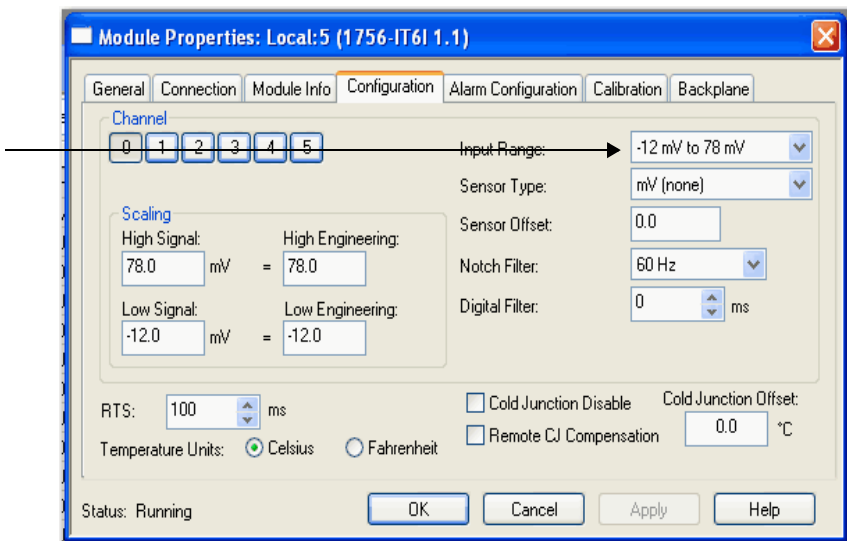 Module Properties: Local:5 (1756-IT6I 1.1)
General Connection Module Info Configuration Alarm Configuration Calibration Backplane
Channel
0 1 2 3 4 5
Input Range: -12 mV to 78 mV
Sensor Type: mV (none)
Scaling
Sensor Offset: 0.0
High Signal: High Engineering:
78.0 mV = 78.0
Notch Filter: 60 Hz
Low Signal: Low Engineering:
Digital Filter: 0 ms
-12.0 mV = -12.0
RTS: 100 ms
Cold Junction Disable Cold Junction Offset:
Remote CJ Compensation 0.0 °C
Temperature Units: Celsius Fahrenheit
Status: Running OK Cancel Apply Help